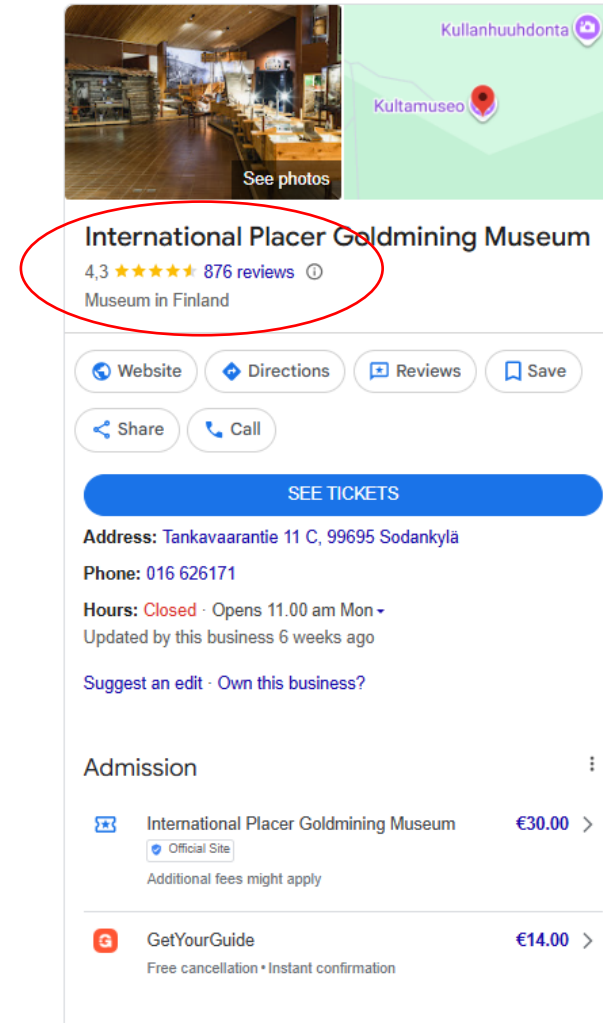 Kullanhuuhdonta
Kultamuseo
See photos
International Placer Goldmining Museum
4,3 876 reviews
Museum in Finland
Website Directions Reviews Save
Share Call
SEE TICKETS
Address: Tankavaarantie 11 C, 99695 Sodankylä
Phone: 016 626171
Hours: Closed · Opens 11.00 am Mon
Updated by this business 6 weeks ago
Suggest an edit · Own this business?
Admission
International Placer Goldmining Museum €30.00
Official Site
Additional fees might apply
GetYourGuide €14.00
Free cancellation • Instant confirmation